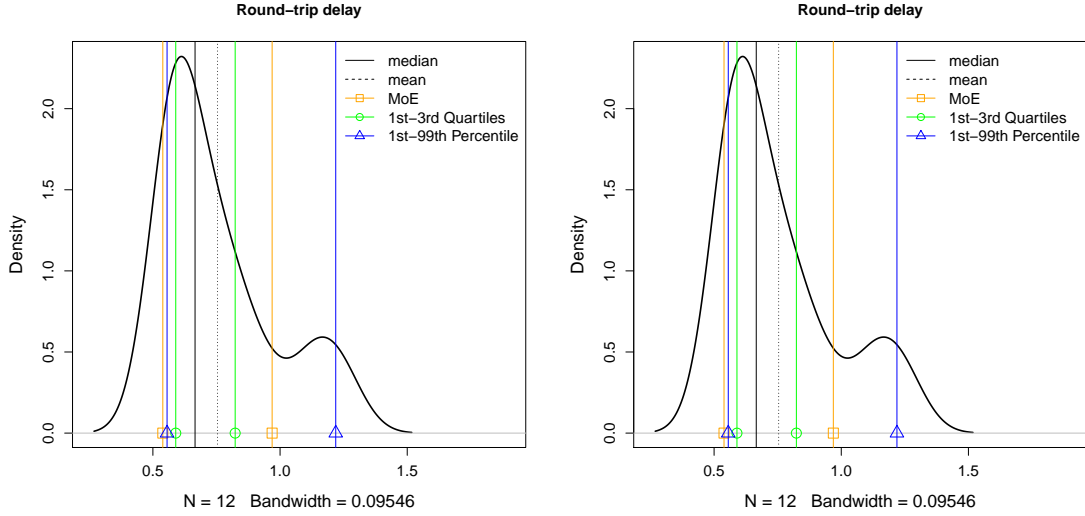 Round−trip delay
median
mean
MoE
1st−3rd Quartiles
1st−99th Percentile
Density
2.0
1.5
1.0
0.5
0.0
0.5
1.0
1.5
N = 12 Bandwidth = 0.09546
Round−trip delay
median
mean
MoE
1st−3rd Quartiles
1st−99th Percentile
Density
2.0
1.5
1.0
0.5
0.0
0.5
1.0
1.5
N = 12 Bandwidth = 0.09546